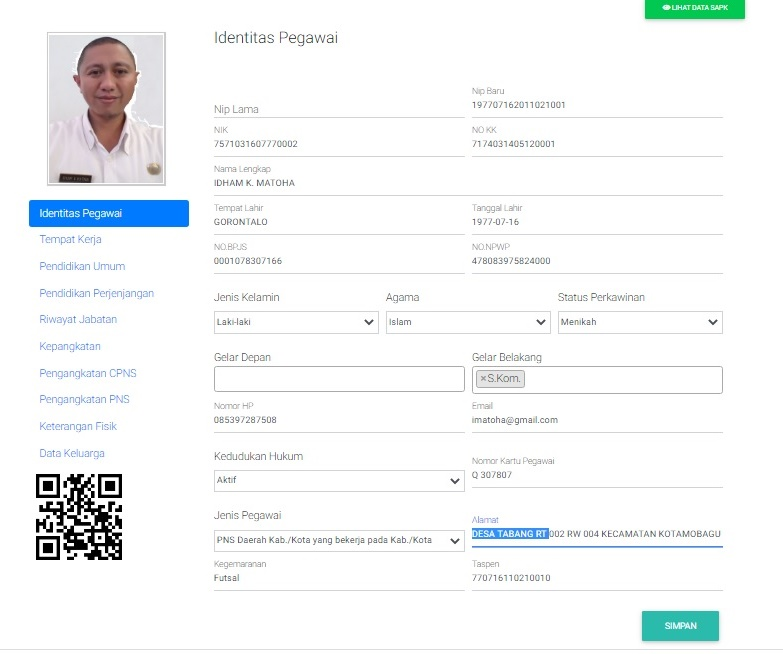 LIHAT DATA SAPK
Identitas Pegawai
Nip Lama
Nip Baru
197707162011021001
NIK
7571031607770002
NO KK
7174031405120001
Nama Lengkap
IDHAM K. MATOHA
Tempat Lahir
GORONTALO
Tanggal Lahir
1977-07-16
NO.BPJS
0001078307166
NO.NPWP
478083975824000
Jenis Kelamin
Laki-laki
Agama
Islam
Status Perkawinan
Menikah
Gelar Depan
Gelar Belakang
×S.Kom.
Nomor HP
085397287508
Email
imatoha@gmail.com
Kedudukan Hukum
Aktif
Nomor Kartu Pegawai
Q 307807
Jenis Pegawai
PNS Daerah Kab./Kota yang bekerja pada Kab./Kota
Alamat
DESA TABANG RT 002 RW 004 KECAMATAN KOTAMOBAGU
Kegemaranan
Futsal
Taspen
770716110210010
SIMPAN
Identitas Pegawai
Tempat Kerja
Pendidikan Umum
Pendidikan Perjenjangan
Riwayat Jabatan
Kepangkatan
Pengangkatan CPNS
Pengangkatan PNS
Keterangan Fisik
Data Keluarga